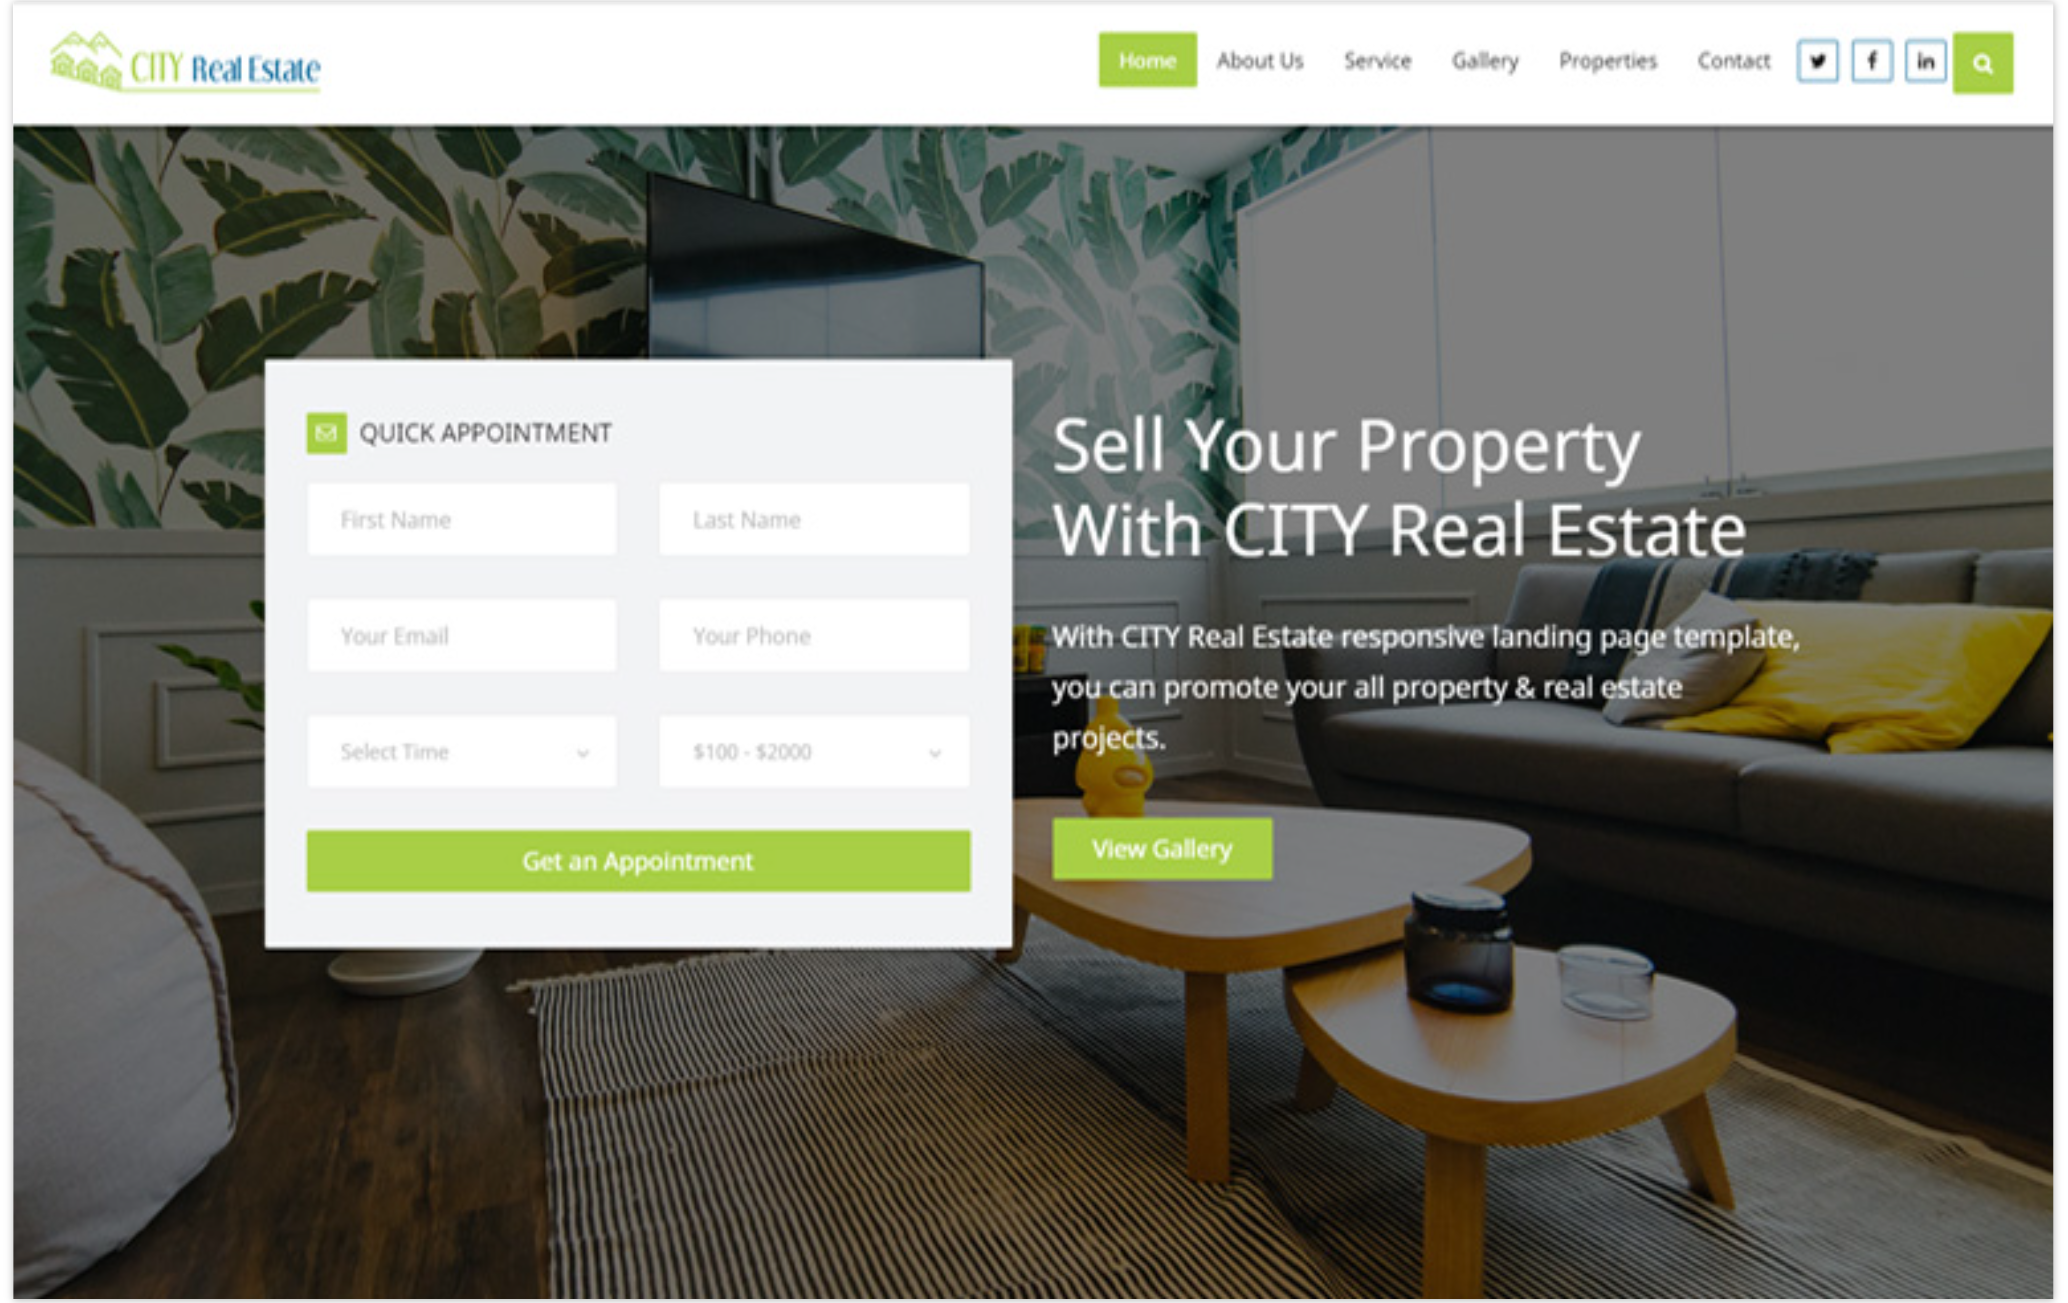 CITY Real Estate
Home About Us Service Gallery Properties Contact
QUICK APPOINTMENT
First Name Last Name
Your Email Your Phone
Select Time $100 - $2000
Get an Appointment
Sell Your Property
With CITY Real Estate
With CITY Real Estate responsive landing page template,
you can promote your all property & real estate
projects.
View Gallery